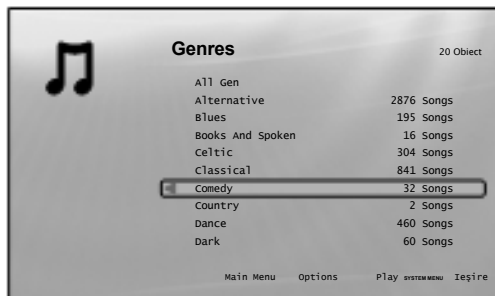 Genres 20 Object
All Gen
Alternative 2876 Songs
Blues 195 Songs
Books And Spoken 16 Songs
Celtic 304 Songs
Classical 841 Songs
Comedy 32 Songs
Country 2 Songs
Dance 460 Songs
Dark 60 Songs
Main Menu Options Play SYSTEM MENU Ieşire